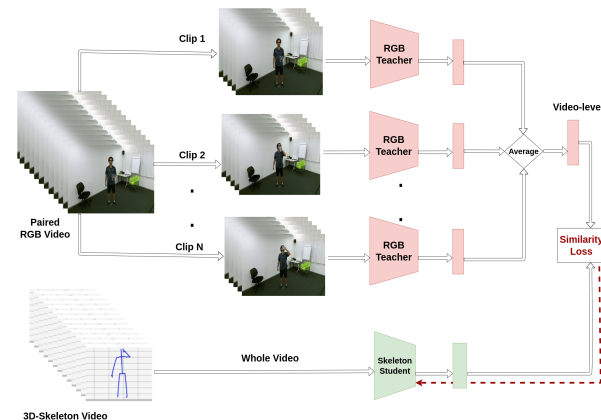 Clip 1
RGB
Teacher
Video-leve
Clip 2
RGB
Teacher
Average
Paired
RGB Video
Clip N
RGB
Teacher
Similarity
Loss
Whole Video
Skeleton
Student
3D-Skeleton Video